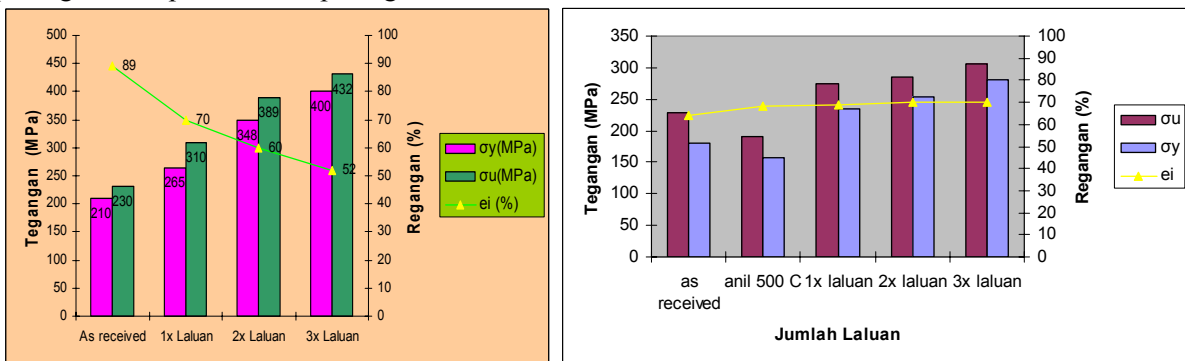 500
450
400
350
300
250
200
150
100
50
0
Tegangan (MPa)
100
90
80
70
60
50
40
30
20
10
0
Regangan (%)
89
70
60
52
210
230
265
310
348
389
400
432
As received
1x Laluan
2x Laluan
3x Laluan
σy(MPa)
σu(MPa)
ei (%)
350
300
250
200
150
100
50
0
Tegangan (MPa)
100
90
80
70
60
50
40
30
20
10
0
Regangan (%)
as received
anil 500 C
1x laluan
2x laluan
3x laluan
Jumlah Laluan
σu
σy
ei